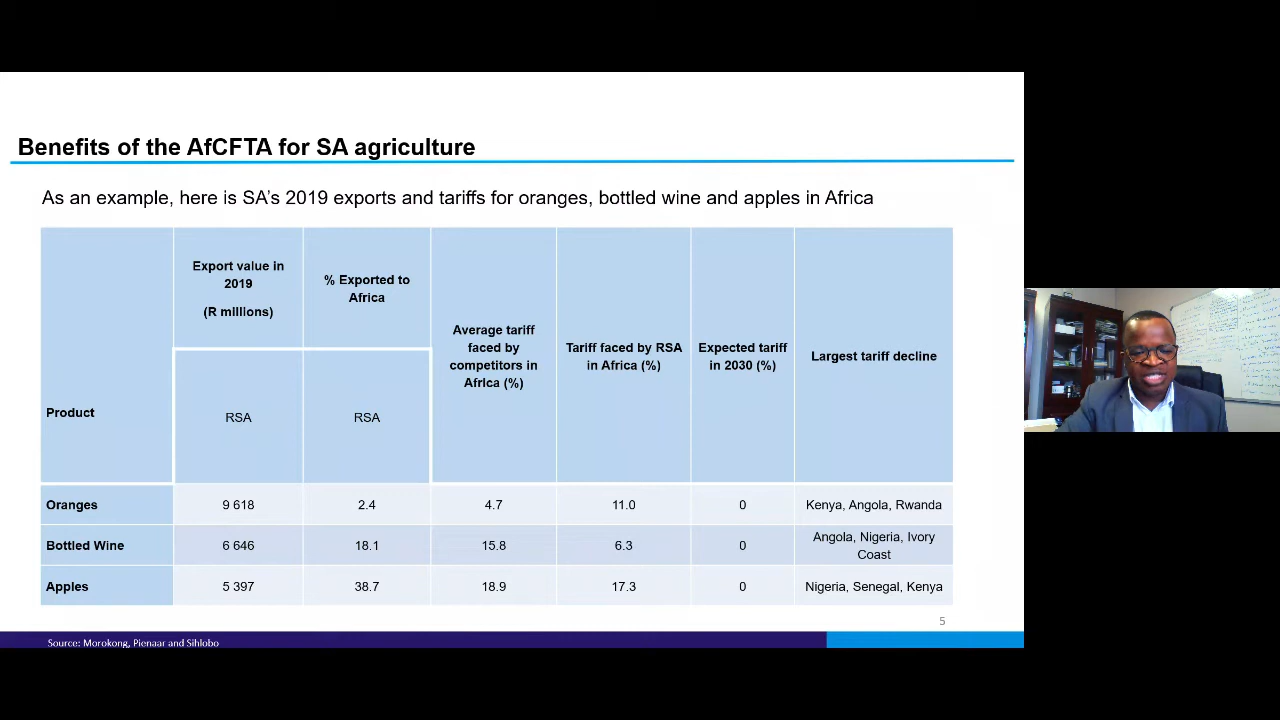 Benefits of the AfCFTA for SA agriculture
As an example, here is SA's 2019 exports and tariffs for oranges, bottled wine and apples in Africa
Product
Export value in
2019
(R millions)
RSA
% Exported to
Africa
RSA
Average tariff
faced by
competitors in
Africa (%)
Tariff faced by RSA
in Africa (%)
Expected tariff
in 2030 (%)
Largest tariff decline
Oranges 9 618 2.4 4.7 11.0 0 Kenya, Angola, Rwanda
Bottled Wine 6 646 18.1 15.8 6.3 0 Angola, Nigeria, Ivory
Coast
Apples 5 397 38.7 18.9 17.3 0 Nigeria, Senegal, Kenya
5
Source: Morokong, Pienaar and Sihlobo